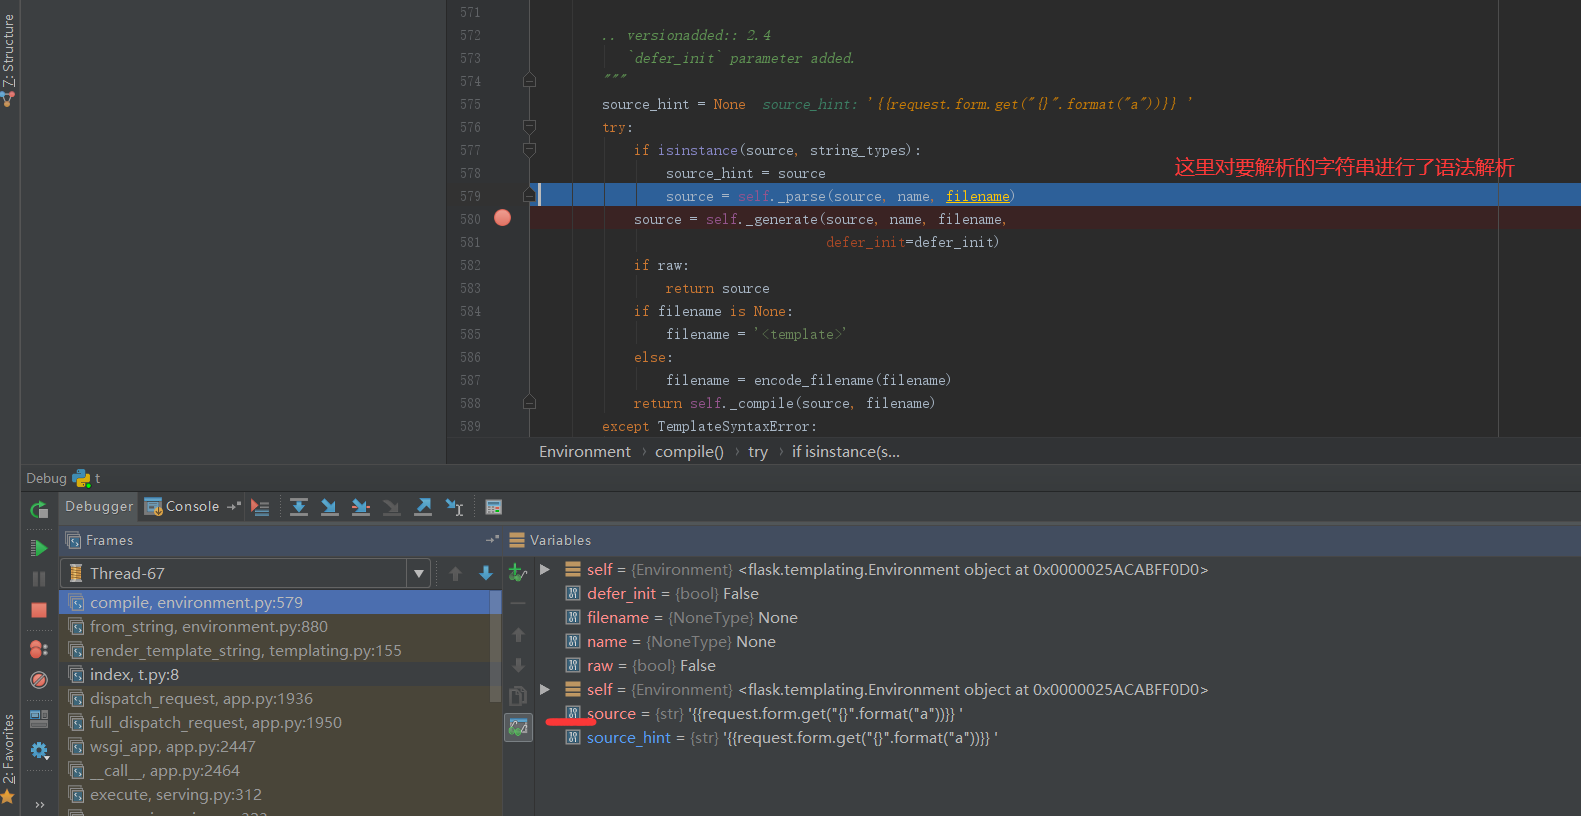 7: Structure
2: Favorites
571
572 .. versionadded:: 2.4
573 `defer_init` parameter added.
574 """
575 source_hint = None source_hint: '{{request.form.get("{}".format("a"))}} '
576 try:
577 if isinstance(source, string_types):
578 source_hint = source
这里对要解析的字符串进行了语法解析
579 source = self._parse(source, name, filename)
580 source = self._generate(source, name, filename,
581 defer_init=defer_init)
582 if raw:
583 return source
584 if filename is None:
585 filename = '<template>'
586 else:
587 filename = encode_filename(filename)
588 return self._compile(source, filename)
589 except TemplateSyntaxError:
Environment › compile() › try › if isinstance(s...
Debug t
Debugger Console
Frames
Thread-67
compile, environment.py:579
from_string, environment.py:880
render_template_string, templating.py:155
index, t.py:8
dispatch_request, app.py:1936
full_dispatch_request, app.py:1950
wsgi_app, app.py:2447
__call__, app.py:2464
execute, serving.py:312
Variables
self = {Environment} <flask.templating.Environment object at 0x0000025ACABFF0D0>
defer_init = {bool} False
filename = {NoneType} None
name = {NoneType} None
raw = {bool} False
self = {Environment} <flask.templating.Environment object at 0x0000025ACABFF0D0>
source = {str} '{{request.form.get("{}".format("a"))}} '
source_hint = {str} '{{request.form.get("{}".format("a"))}} '